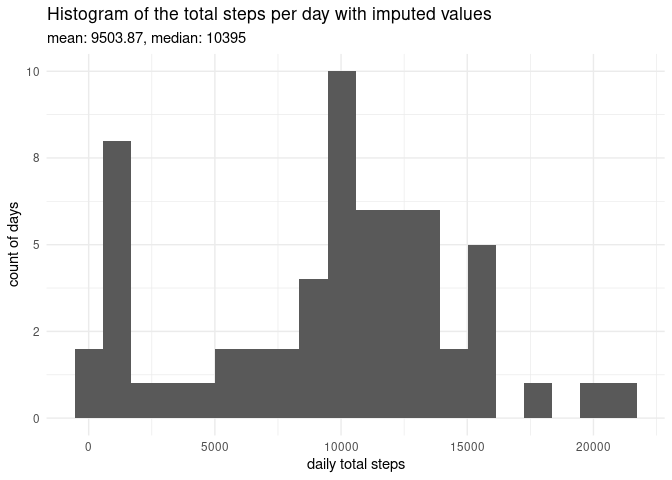 Histogram of the total steps per day with imputed values
mean: 9503.87, median: 10395
10
8
5
2
0
count of days
0 5000 10000 15000 20000
daily total steps